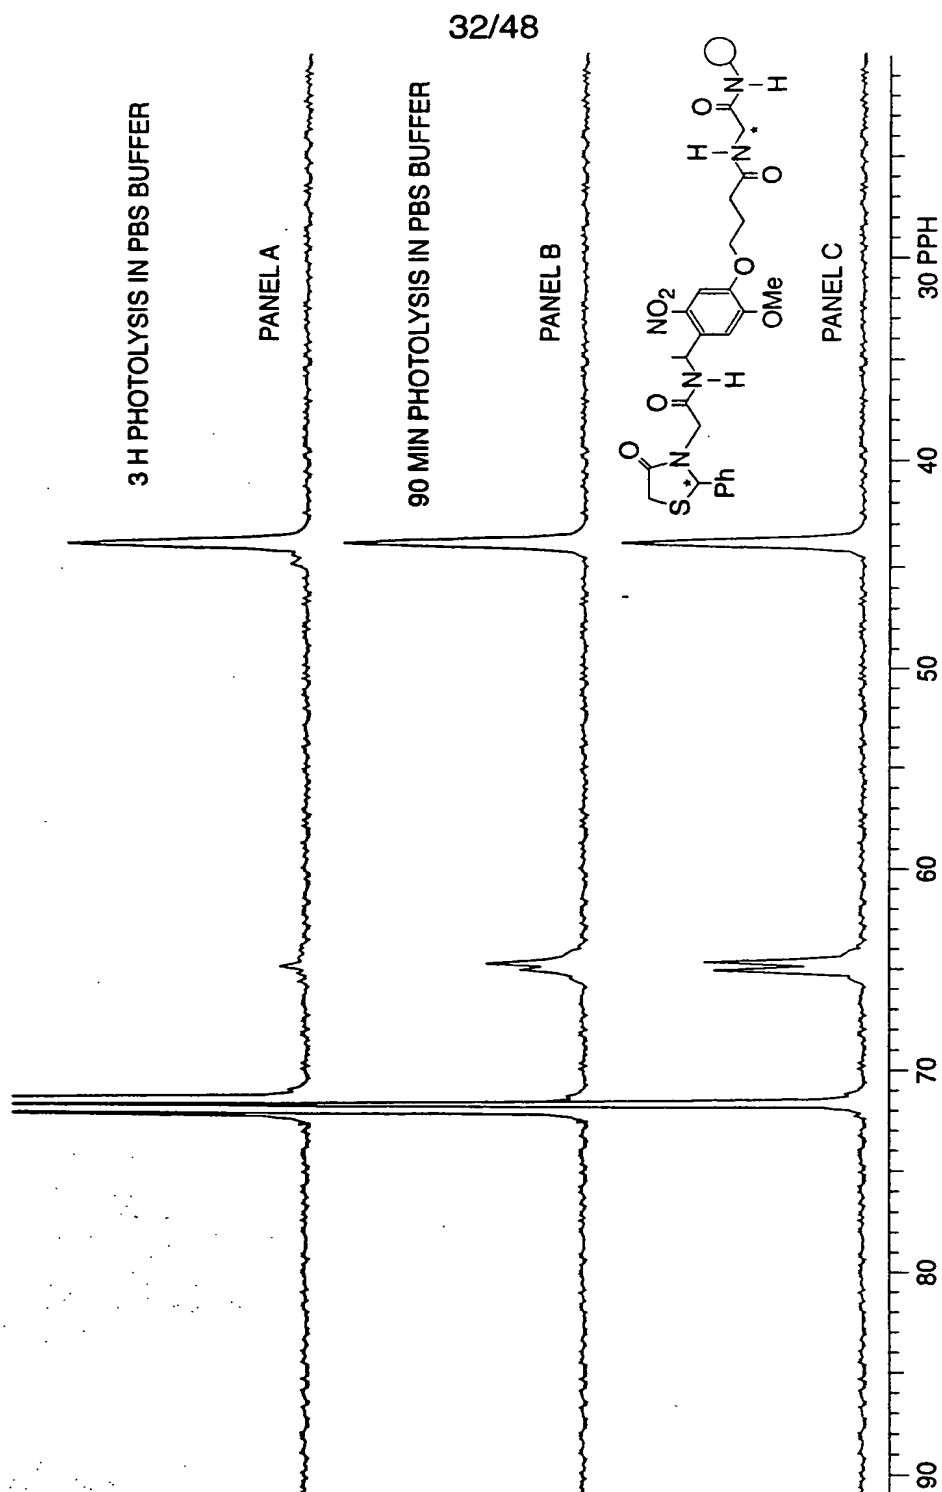 32/48
3 H PHOTOLYSIS IN PBS BUFFER
PANEL A
90 MIN PHOTOLYSIS IN PBS BUFFER
PANEL B
O
S
N
*
Ph
O
N
H
NO2
OMe
O
O
H
N
*
O
N
H
PANEL C
90
80
70
60
50
40
30 PPH